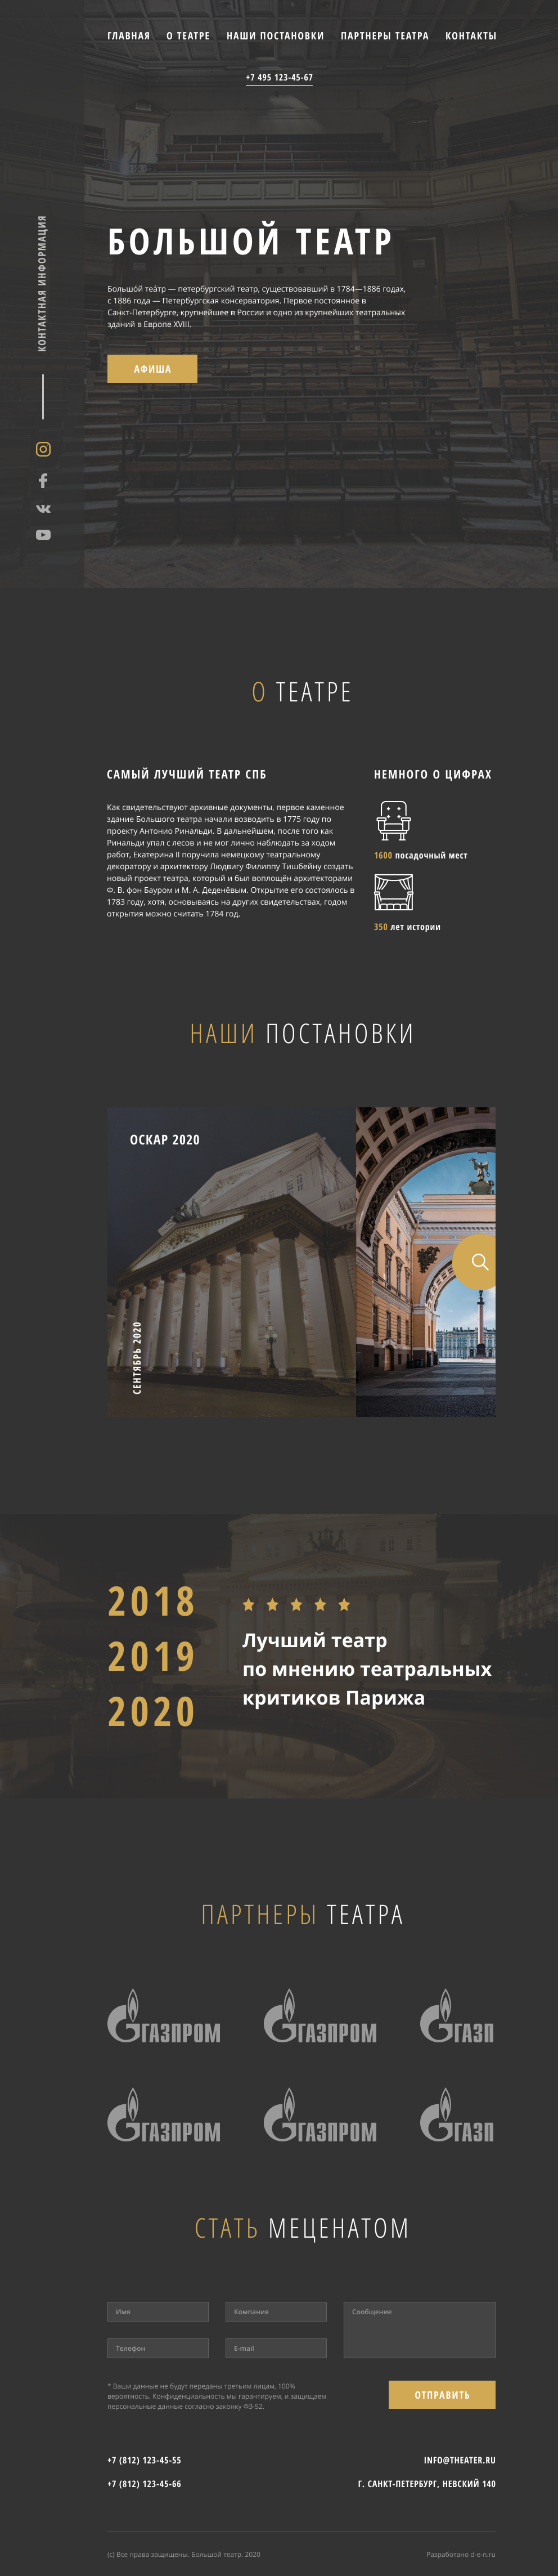 ГЛАВНАЯ О ТЕАТРЕ НАШИ ПОСТАНОВКИ ПАРТНЕРЫ ТЕАТРА КОНТАКТЫ
+7 495 123-45-67
КОНТАКТНАЯ ИНФОРМАЦИЯ
БОЛЬШОЙ ТЕАТР
Большо́й теа́тр — петербургский театр, существовавший в 1784—1886 годах,
с 1886 года — Петербургская консерватория. Первое постоянное в
Санкт-Петербурге, крупнейшее в России и одно из крупнейших театральных
зданий в Европе XVIII.
АФИША
О ТЕАТРЕ
САМЫЙ ЛУЧШИЙ ТЕАТР СПБ
Как свидетельствуют архивные документы, первое каменное
здание Большого театра начали возводить в 1775 году по
проекту Антонио Ринальди. В дальнейшем, после того как
Ринальди упал с лесов и не мог лично наблюдать за ходом
работ, Екатерина II поручила немецкому театральному
декоратору и архитектору Людвигу Филиппу Тишбейну создать
новый проект театра, который и был воплощён архитекторами
Ф. В. фон Бауром и М. А. Деденёвым. Открытие его состоялось в
1783 году, хотя, основываясь на других свидетельствах, годом
открытия можно считать 1784 год.
НЕМНОГО О ЦИФРАХ
1600 посадочный мест
350 лет истории
НАШИ ПОСТАНОВКИ
ОСКАР 2020
СЕНТЯБРЬ 2020
2018
2019
2020
Лучший театр
по мнению театральных
критиков Парижа
ПАРТНЕРЫ ТЕАТРА
ГАЗПРОМ ГАЗПРОМ ГАЗП
ГАЗПРОМ ГАЗПРОМ ГАЗП
СТАТЬ МЕЦЕНАТОМ
Имя Компания Сообщение
Телефон E-mail
* Ваши данные не будут переданы третьим лицам, 100%
вероятность. Конфиденциальность мы гарантируем, и защищаем
персональные данные согласно законку ФЗ-52.
ОТПРАВИТЬ
+7 (812) 123-45-55
INFO@THEATER.RU
+7 (812) 123-45-66
Г. САНКТ-ПЕТЕРБУРГ, НЕВСКИЙ 140
(с) Все права защищены. Большой театр. 2020
Разработано d-e-n.ru